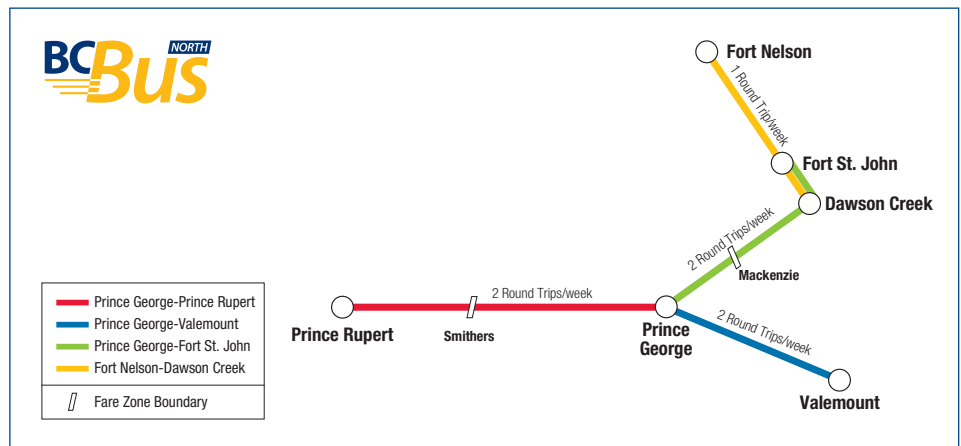 BC Bus NORTH
Fort Nelson
1 Round Trip/week
Fort St. John
Dawson Creek
2 Round Trips/week
Mackenzie
2 Round Trips/week
Prince Rupert
Smithers
Prince
George
2 Round Trips/week
Valemount
Prince George-Prince Rupert
Prince George-Valemount
Prince George-Fort St. John
Fort Nelson-Dawson Creek
Fare Zone Boundary